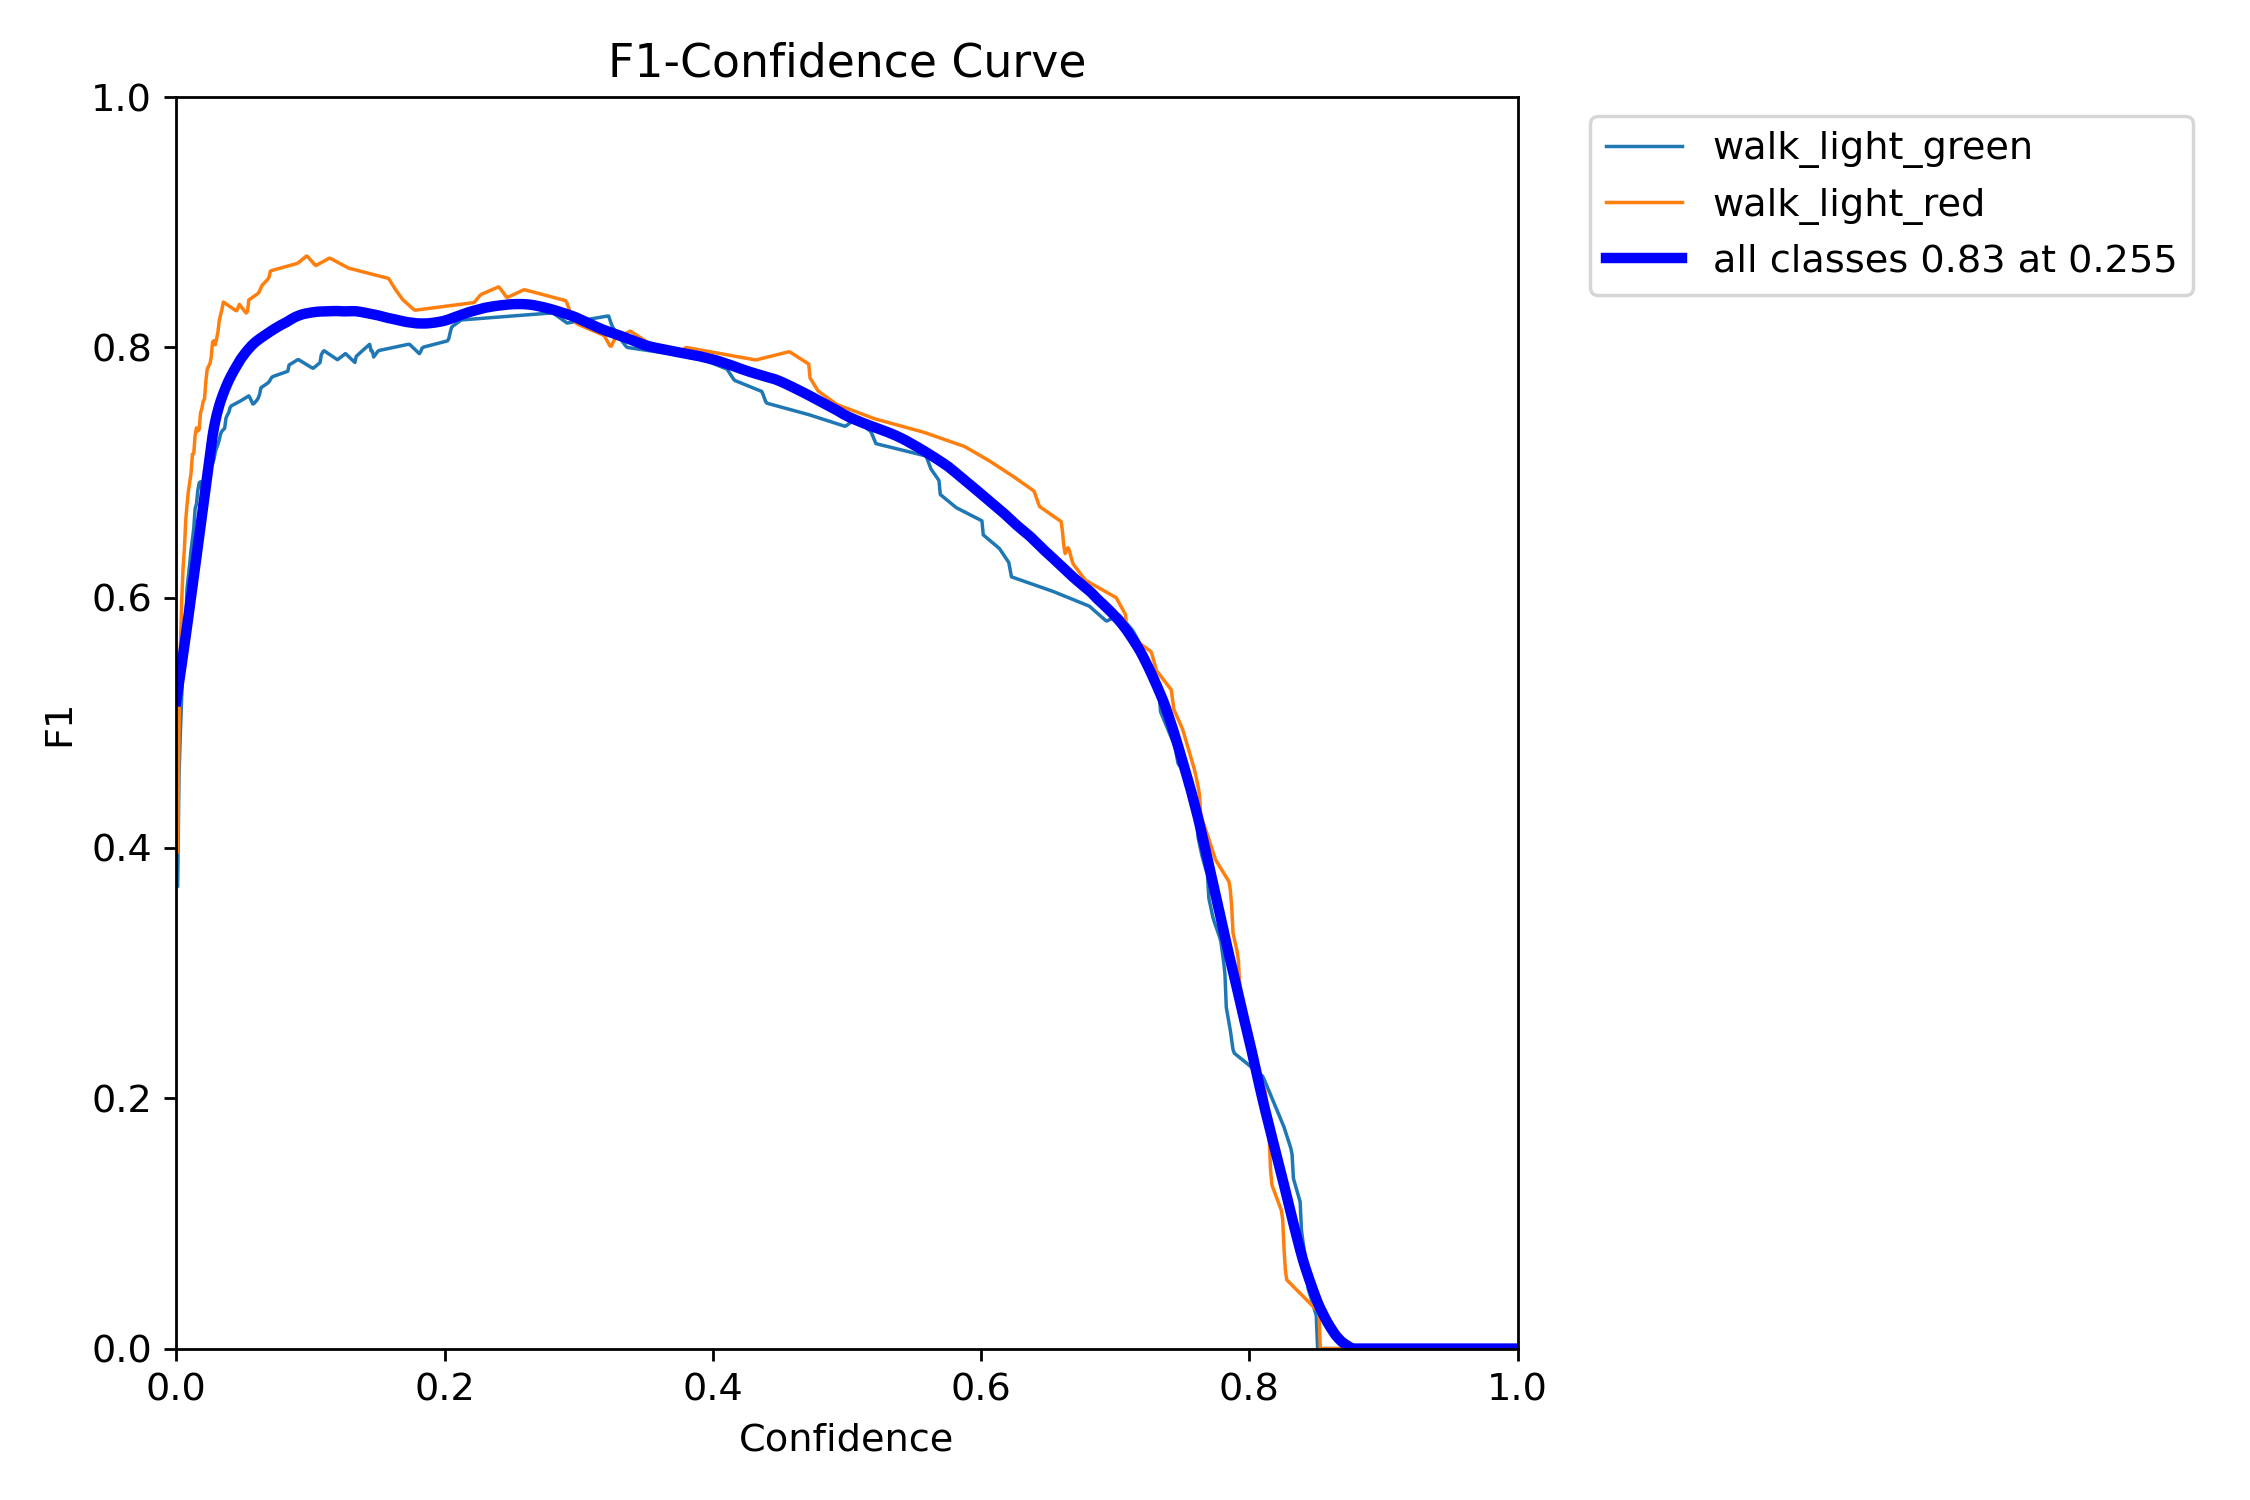 F1-Confidence Curve
walk_light_green
walk_light_red
all classes 0.83 at 0.255
F1
1.0
0.8
0.6
0.4
0.2
0.0
0.0 0.2 0.4 0.6 0.8 1.0
Confidence